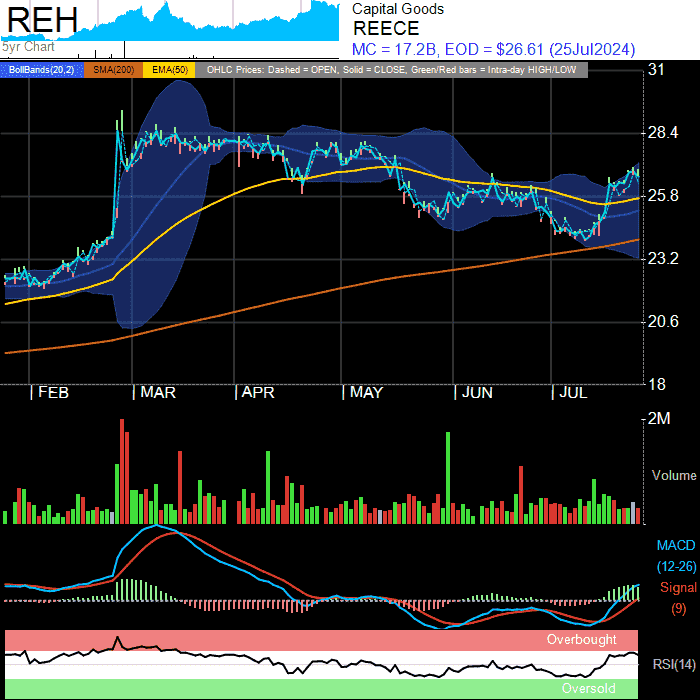 REH
5yr Chart
Capital Goods
REECE
MC = 17.2B, EOD = $26.61 (25Jul2024)
BollBands(20,2) SMA(200) EMA(50) OHLC Prices: Dashed = OPEN, Solid = CLOSE, Green/Red bars = Intra-day HIGH/LOW
31
28.4
25.8
23.2
20.6
18
| FEB | MAR | APR | MAY | JUN | JUL
2M
Volume
MACD
(12-26)
Signal
(9)
Overbought
RSI(14)
Oversold